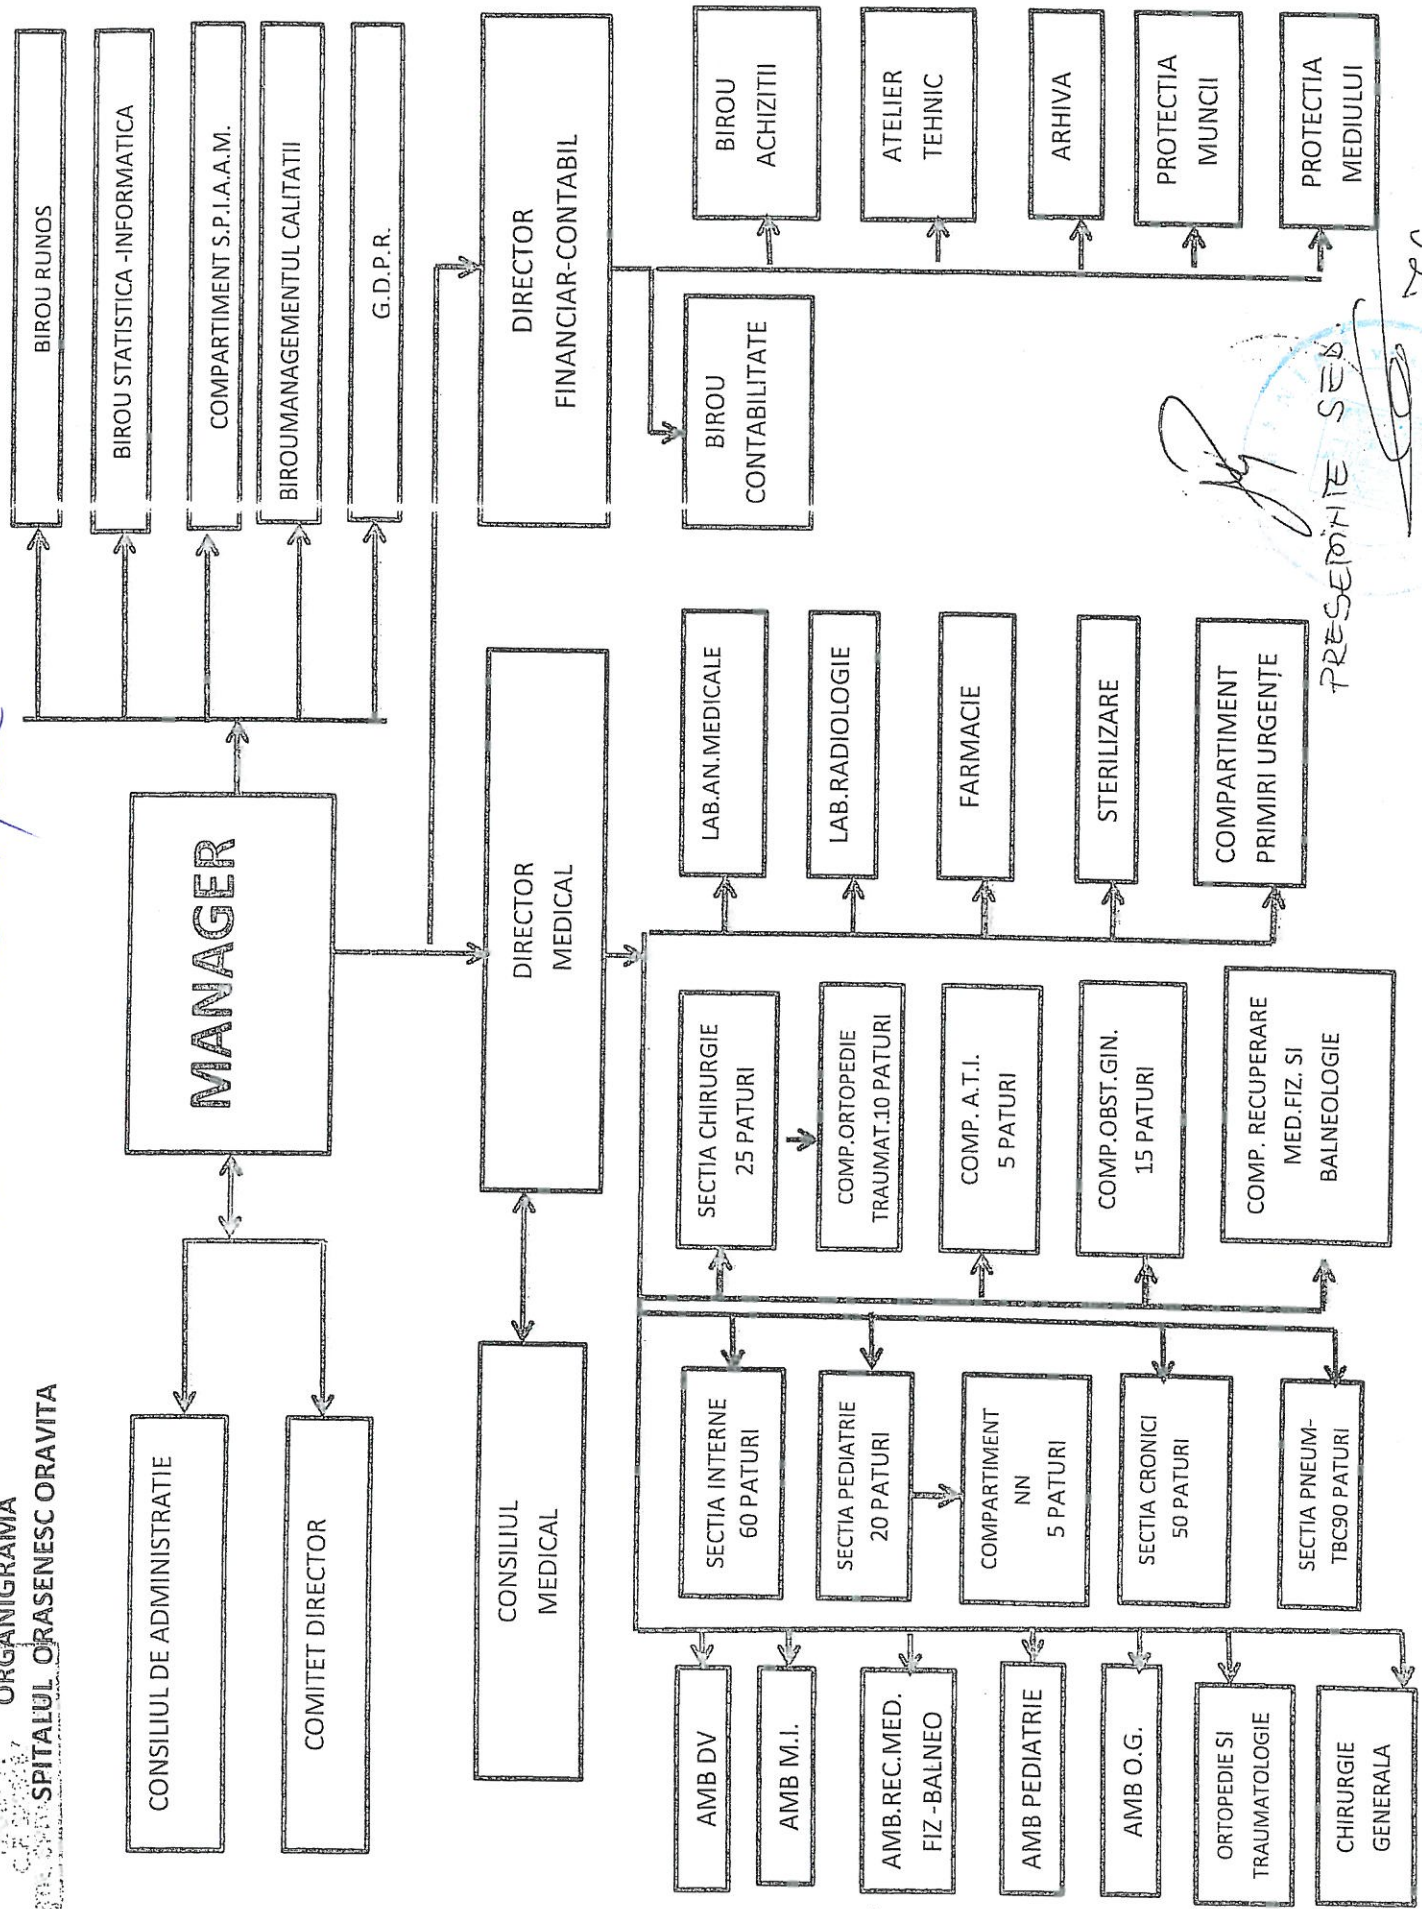 ORGANIGRAMA
SPITALUL ORASENESC ORAVITA
CONSILIUL DE ADMINISTRATIE
COMITET DIRECTOR
MANAGER
BIROU RUNOS
BIROU STATISTICA -INFORMATICA
COMPARTIMENT S.P.I.A.A.M.
BIROUMANAGEMENTUL CALITATII
G.D.P.R.
CONSILIUL
MEDICAL
DIRECTOR
MEDICAL
DIRECTOR
FINANCIAR-CONTABIL
AMB DV
AMB M.I.
AMB.REC.MED.
FIZ -BALNEO
AMB PEDIATRIE
AMB O.G.
ORTOPEDIE SI
TRAUMATOLOGIE
CHIRURGIE
GENERALA
SECTIA INTERNE
60 PATURI
SECTIA PEDIATRIE
20 PATURI
COMPARTIMENT
NN
5 PATURI
SECTIA CRONICI
50 PATURI
SECTIA PNEUM-
TBC90 PATURI
SECTIA CHIRURGIE
25 PATURI
COMP.ORTOPEDIE
TRAUMAT.10 PATURI
COMP. A.T.I.
5 PATURI
COMP.OBST.GIN.
15 PATURI
COMP. RECUPERARE
MED.FIZ. SI
BALNEOLOGIE
LAB.AN.MEDICALE
LAB.RADIOLOGIE
FARMACIE
STERILIZARE
COMPARTIMENT
PRIMIRI URGENȚE
BIROU
CONTABILITATE
BIROU
ACHIZITII
ATELIER
TEHNIC
ARHIVA
PROTECTIA
MUNCII
PROTECTIA
MEDIULUI